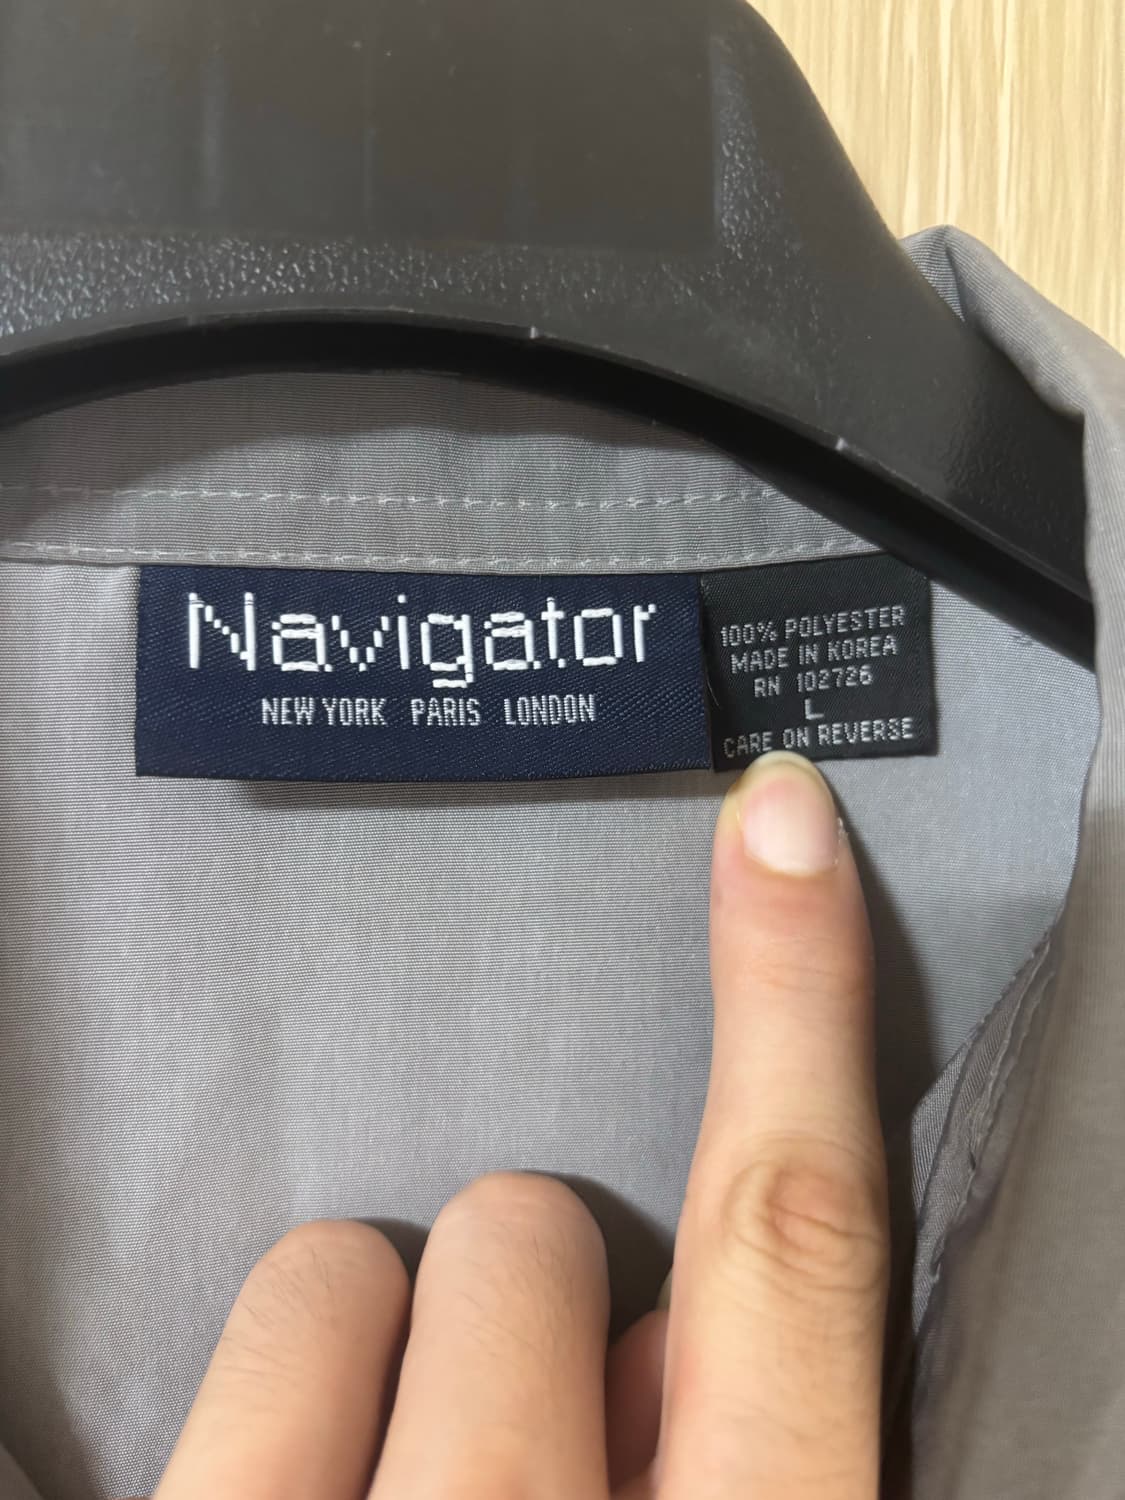 Navigator
NEW YORK PARIS LONDON
100% POLYESTER
MADE IN KOREA
RN 102726
L
CARE ON REVERSE